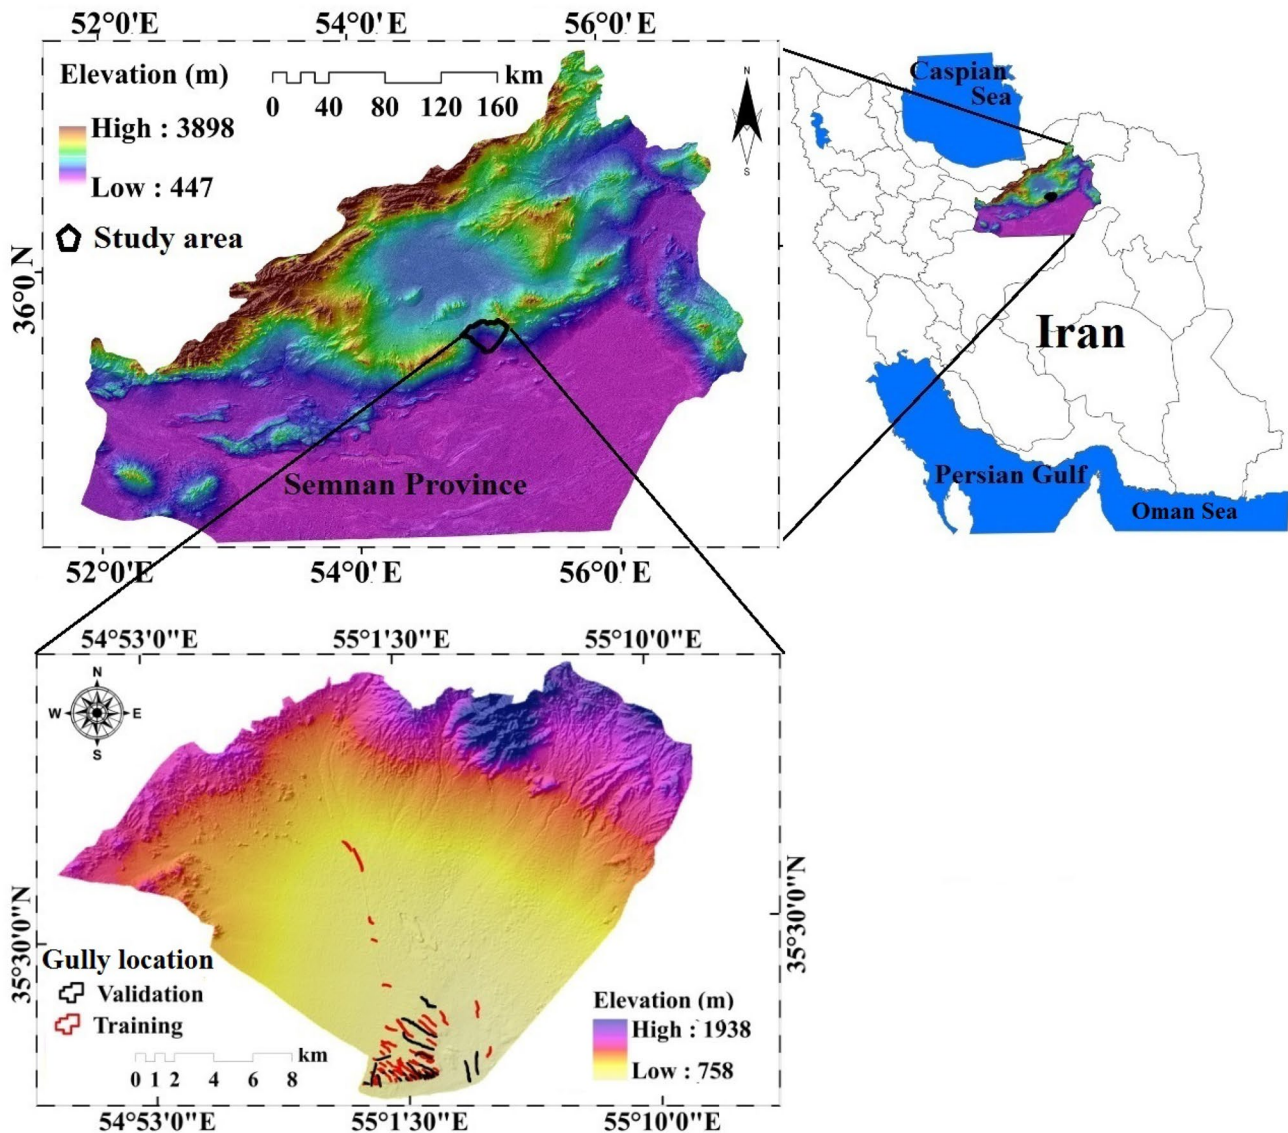 52°0'0"E
54°0'0' E
56°0' E
Elevation (m)
High : 3898
Low : 447
Study area
km
0 40 80 120 160
N
S
36°0 N
Semnan Province
52°0'E
54°0'E
56°0'E
Caspian
Sea
Iran
Persian Gulf
Oman Sea
54°53'0"E
55°1'30"E
55°10'0"E
N
W E
S
35°30'0"N
35°30'0"N
Gully location
Validation
Training
km
0 1 2 4 6 8
Elevation (m)
High : 1938
Low : 758
54°53'0"E
55°1'30"E
55°10'0"E